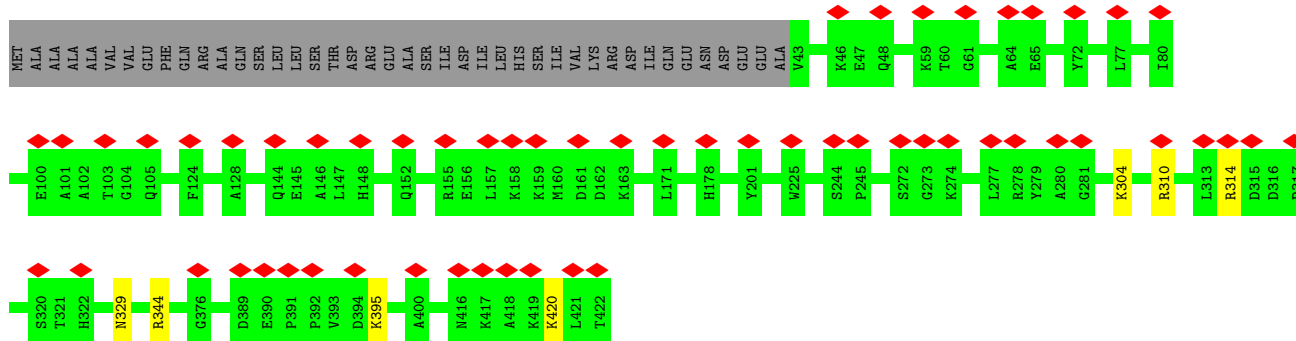 MET ALA ALA ALA ALA VAL VAL GLU PHE GLN ARG ALA GLN SER LEU LEU SER THR ASP ARG GLU ALA SER ILE ASP ILE LEU HIS SER ILE VAL LYS ARG ASP ILE GLN GLU ASN ASP GLU GLU ALA V43 K46 E47 Q48 K59 T60 G61 A64 E65 Y72 L77 I80
E100 A101 A102 T103 G104 Q105 F124 A128 Q144 E145 A146 L147 H148 Q152 R155 E156 L157 K158 K159 M160 D161 D162 K163 L171 H178 Y201 W225 S244 P245 S272 G273 K274 L277 R278 Y279 A280 G281 K304 R310 L313 R314 D315 D316
S320 T321 H322 N329 R344 G376 D389 E390 P391 P392 V393 D394 K395 A400 N416 K417 A418 K419 K420 L421 T422